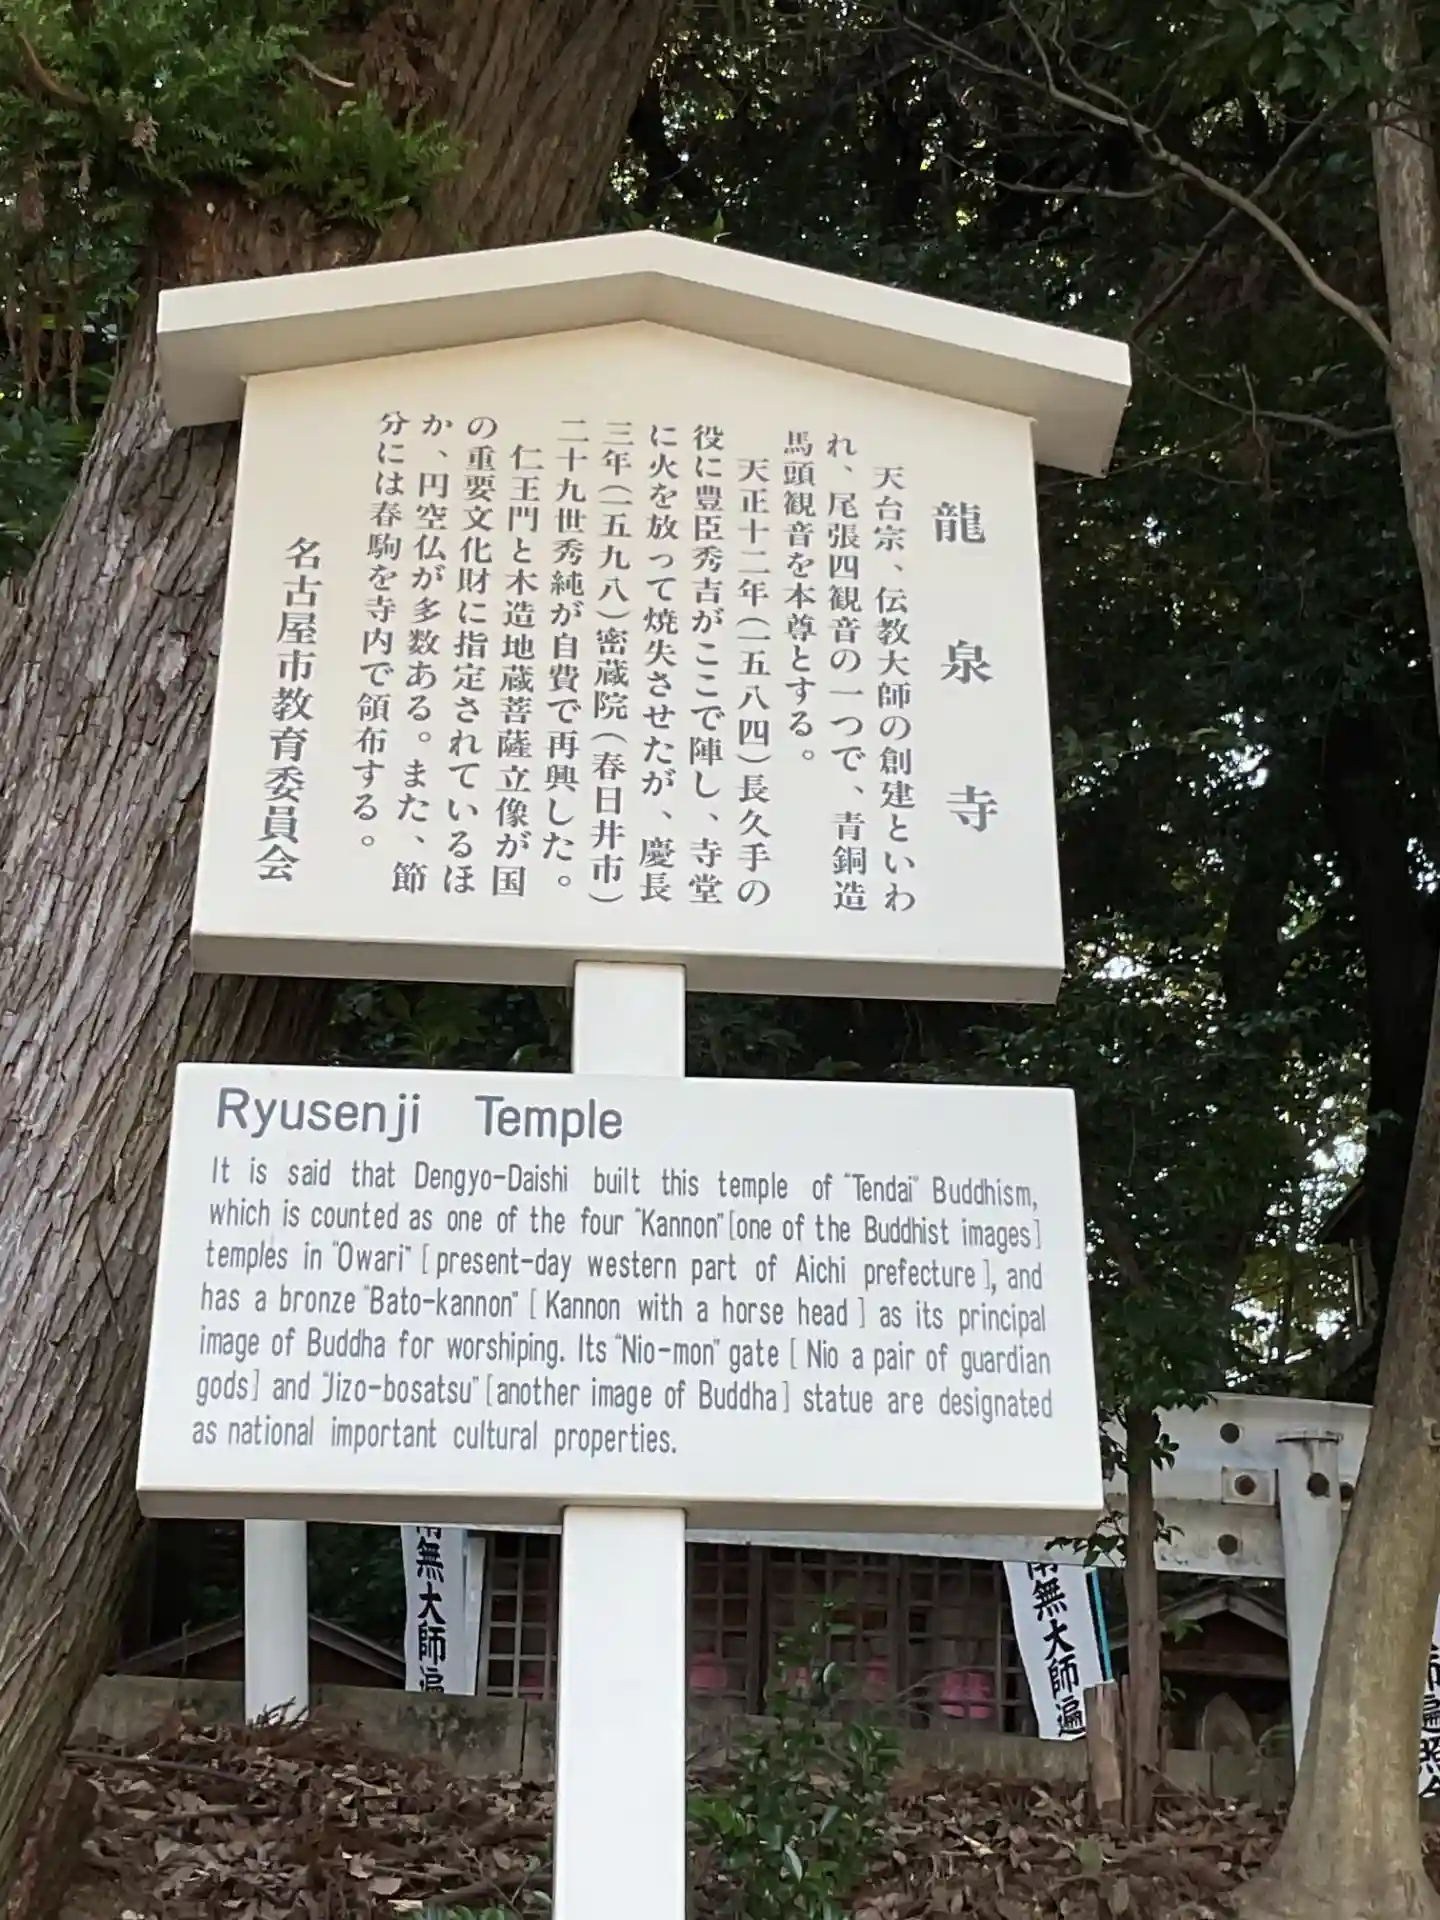 龍泉寺
天台宗、伝教大師の創建といわ
れ、尾張四観音の一つで、青銅造
馬頭観音を本尊とする。
天正十二年(一五八四)長久手の
役に豊臣秀吉がここで陣し、寺堂
に火を放って焼失させたが、慶長
三年(一五九八)密蔵院(春日井市)
二十九世秀純が自費で再興した。
仁王門と木造地蔵菩薩立像が国
の重要文化財に指定されているほ
か、円空仏が多数ある。また、節
分には春駒を寺内で領布する。
名古屋市教育委員会
Ryusenji Temple
It is said that Dengyo-Daishi built this temple of "Tendai" Buddhism,
which is counted as one of the four "Kannon"[one of the Buddhist images]
temples in "Owari" [ present-day western part of Aichi prefecture], and
has a bronze "Bato-kannon" [ Kannon with a horse head ] as its principal
image of Buddha for worshiping. Its "Nio-mon" gate [ Nio a pair of guardian
gods] and "Jizo-bosatsu" [another image of Buddha] statue are designated
as national important cultural properties.
南無大師遍
南無大師遍
師遍照金